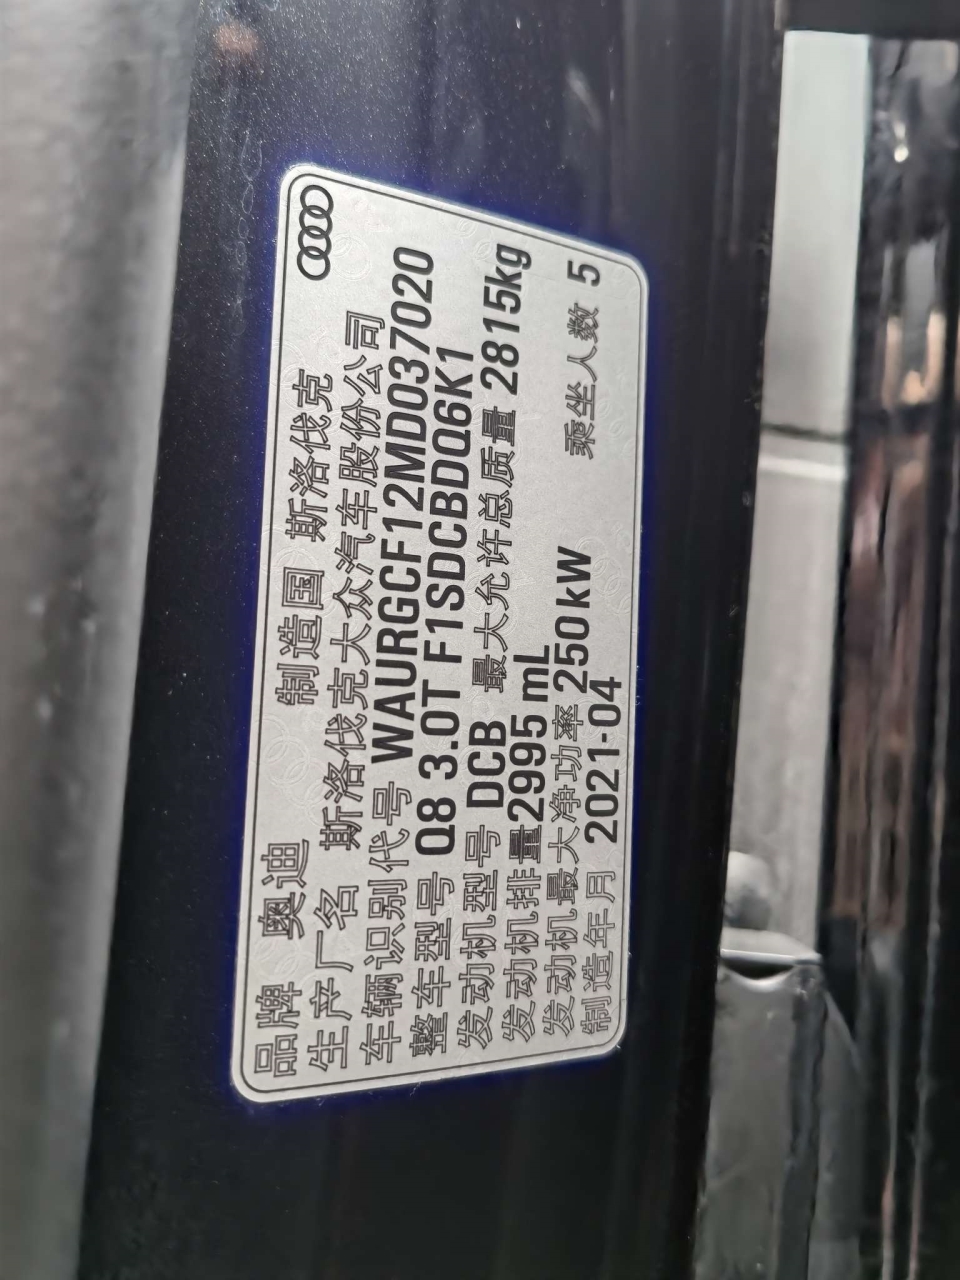 品牌 奥迪 制造国 斯洛伐克
生产厂名 斯洛伐克大众汽车股份公司
车辆识别代号 WAURGCF12MD037020
整车型号 Q8 3.0T F1SDCBDQ6K1
发动机型号 DCB 最大允许总质量 2815kg
发动机排量 2995 mL
发动机最大净功率 250kW 乘坐人数 5
制造年月 2021-04